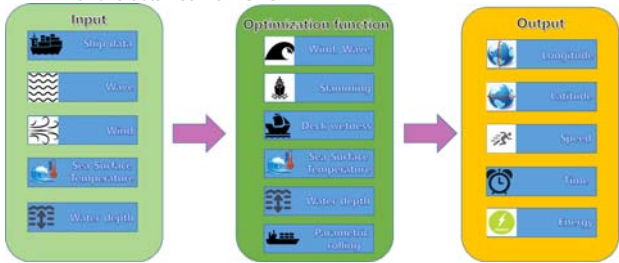 Input
Ship data
Wave
Wind
Sea Surface
Temperature
Water depth
Optimization function
Wind, Wave
Slamming
Deck wetness
Sea Surface
Temperature
Water depth
Parametric
rolling
Output
Longitude
Latitude
Speed
Time
Energy